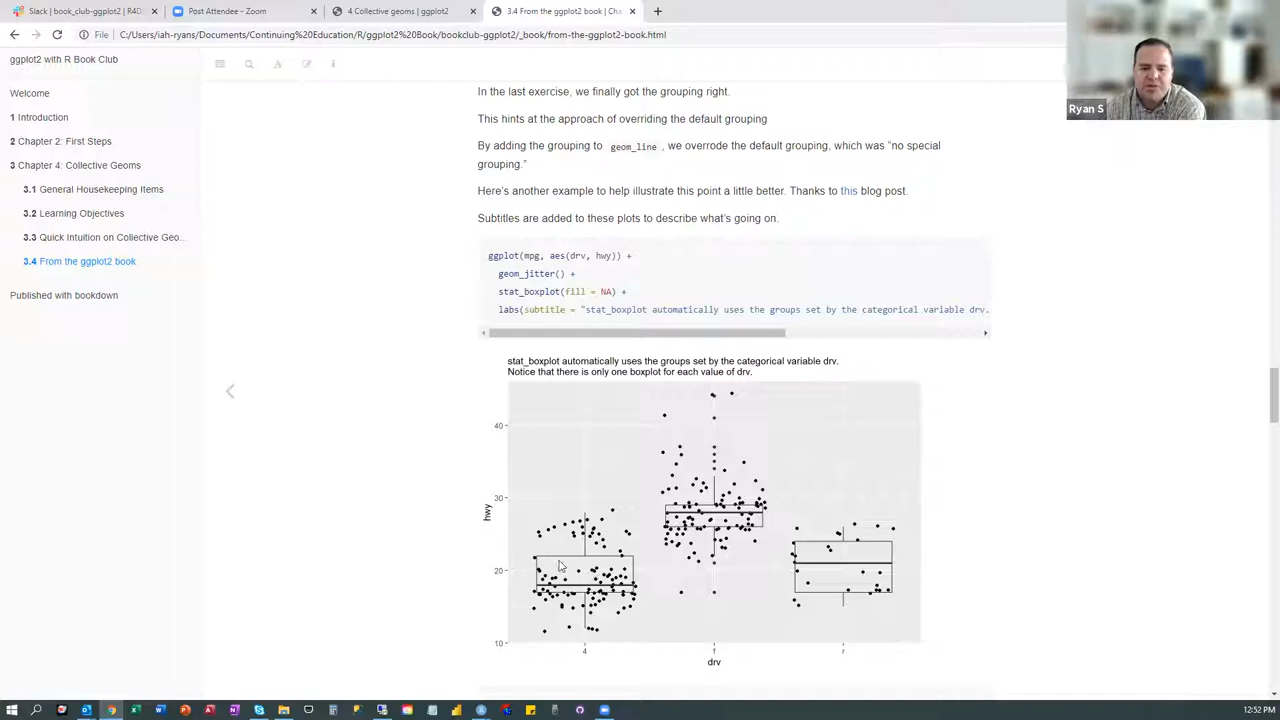 Slack | book_club-ggplot2 | R4D
Post Attendee - Zoom
4 Collective geoms | ggplot2
3.4 From the ggplot2 book | Cha
File
C:/Users/iah-ryans/Documents/Continuing%20Education/R/ggplot2%20Book/bookclub-ggplot2/_book/from-the-ggplot2-book.html
Ryan S
ggplot2 with R Book Club
Welcome
1 Introduction
2 Chapter 2: First Steps
3 Chapter 4: Collective Geoms
3.1 General Housekeeping Items
3.2 Learning Objectives
3.3 Quick Intuition on Collective Geo...
3.4 From the ggplot2 book
Published with bookdown
In the last exercise, we finally got the grouping right.
This hints at the approach of overriding the default grouping
By adding the grouping to geom_line, we overrode the default grouping, which was "no special
grouping."
Here's another example to help illustrate this point a little better. Thanks to this blog post.
Subtitles are added to these plots to describe what's going on.
ggplot(mpg, aes(drv, hwy)) +
geom_jitter() +
stat_boxplot(fill = NA) +
labs(subtitle = "stat_boxplot automatically uses the groups set by the categorical variable drv.
stat_boxplot automatically uses the groups set by the categorical variable drv.
Notice that there is only one boxplot for each value of drv.
40
30
20
10
hwy
4 f r
drv
12:52 PM